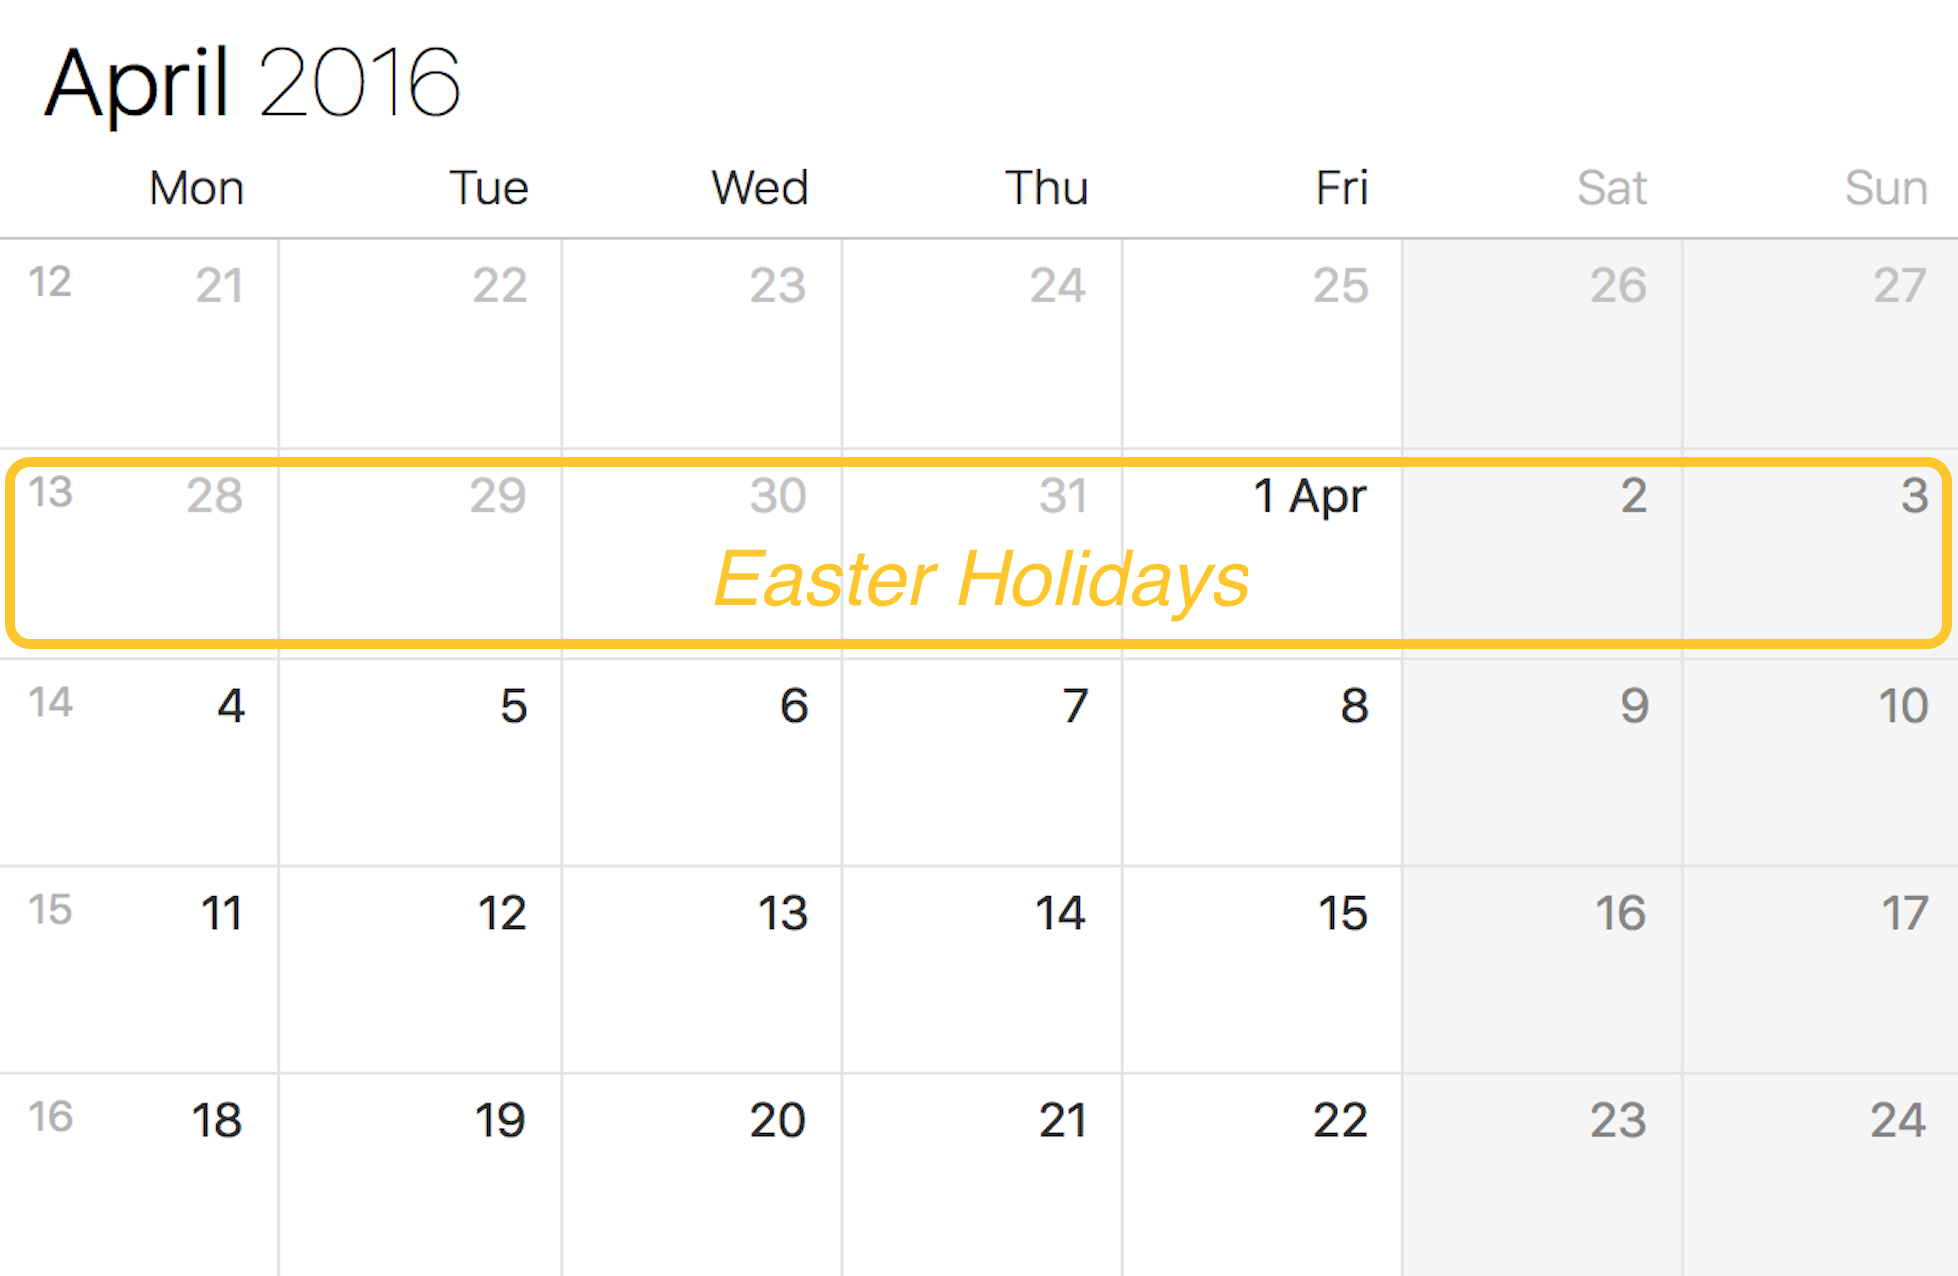 April 2016
Mon Tue Wed Thu Fri Sat Sun
12 21 22 23 24 25 26 27
13 28 29 30 31 1 Apr 2 3
Easter Holidays
14 4 5 6 7 8 9 10
15 11 12 13 14 15 16 17
16 18 19 20 21 22 23 24